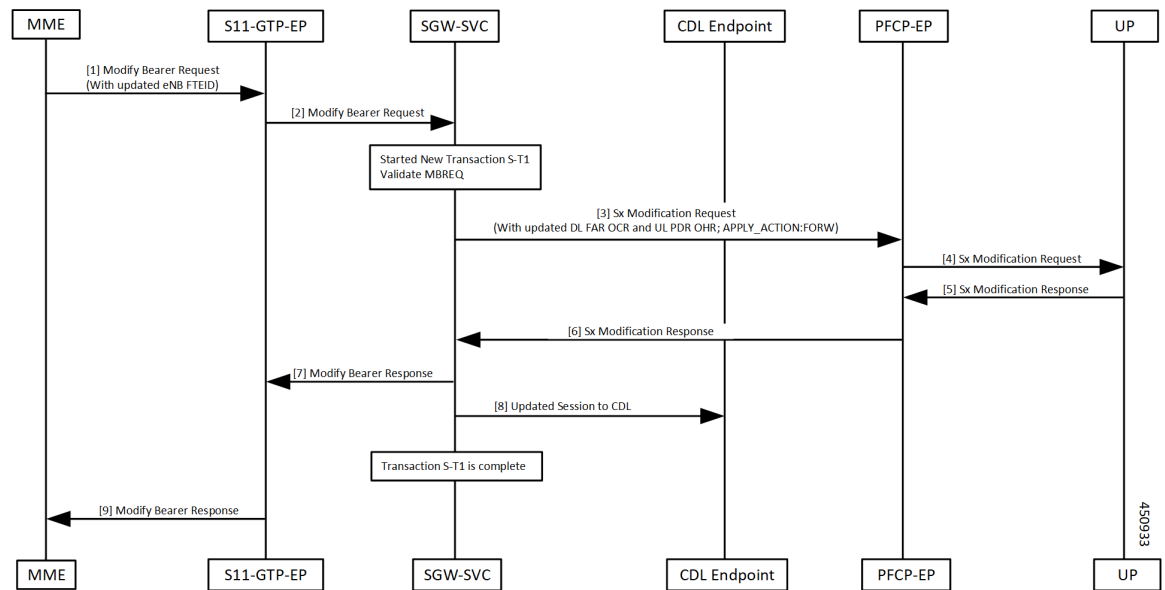 MME
S11-GTP-EP
SGW-SVC
CDL Endpoint
PFCP-EP
UP
[1] Modify Bearer Request
(With updated eNB FTEID)
[2] Modify Bearer Request
Started New Transaction S-T1
Validate MBREQ
[3] Sx Modification Request
(With updated DL FAR OCR and UL PDR OHR; APPLY_ACTION:FORW)
[4] Sx Modification Request
[5] Sx Modification Response
[6] Sx Modification Response
[7] Modify Bearer Response
[8] Updated Session to CDL
Transaction S-T1 is complete
[9] Modify Bearer Response
450933
MME
S11-GTP-EP
SGW-SVC
CDL Endpoint
PFCP-EP
UP